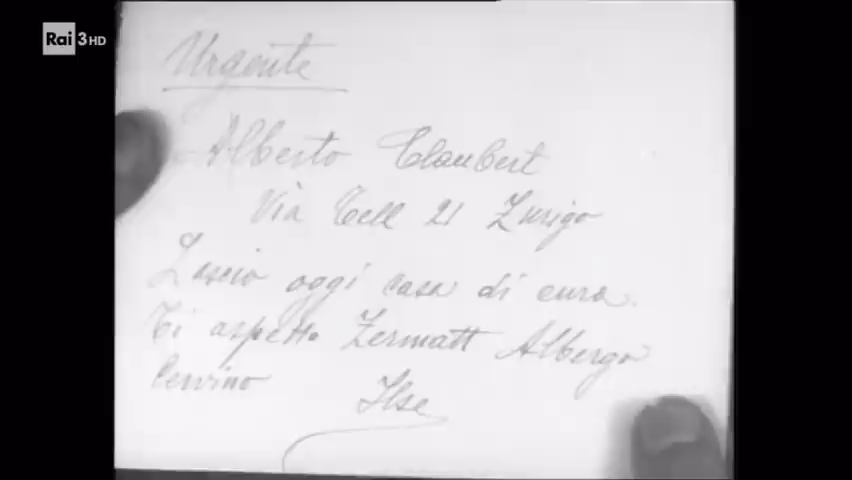 Rai 3HD
Urgente
Alberto Claubert
Via Tell 21 Zurigo
Lascio oggi casa di cura.
Ti aspetto Zermatt Albergo
Cervino
Ilse